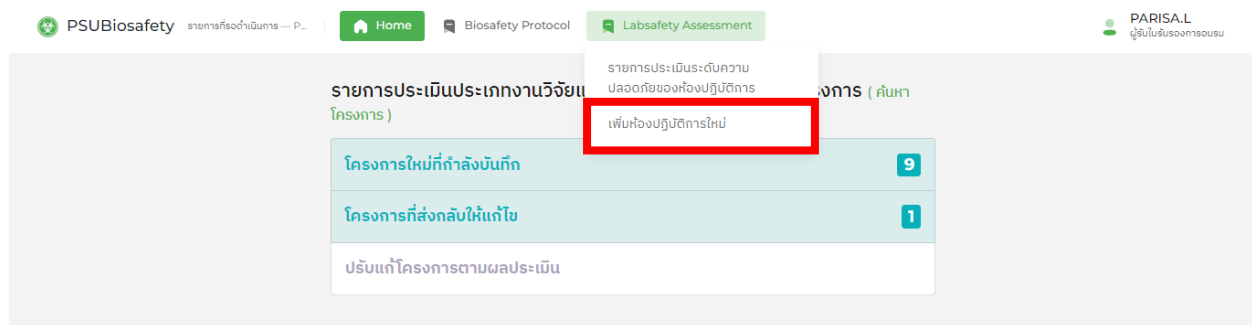 PSUBiosafety รายการที่รอดำเนินการ — P... Home Biosafety Protocol Labsafety Assessment PARISA.L
ผู้รับใบรับรองการอบรม
รายการประเมินระดับความ
ปลอดภัยของห้องปฏิบัติการ
เพิ่มห้องปฏิบัติการใหม่
รายการประเมินประเภทงานวิจัย งการ ( ค้นหา
โครงการ )
โครงการใหม่ที่กำลังบันทึก 9
โครงการที่ส่งกลับให้แก้ไข 1
ปรับแก้โครงการตามผลประเมิน